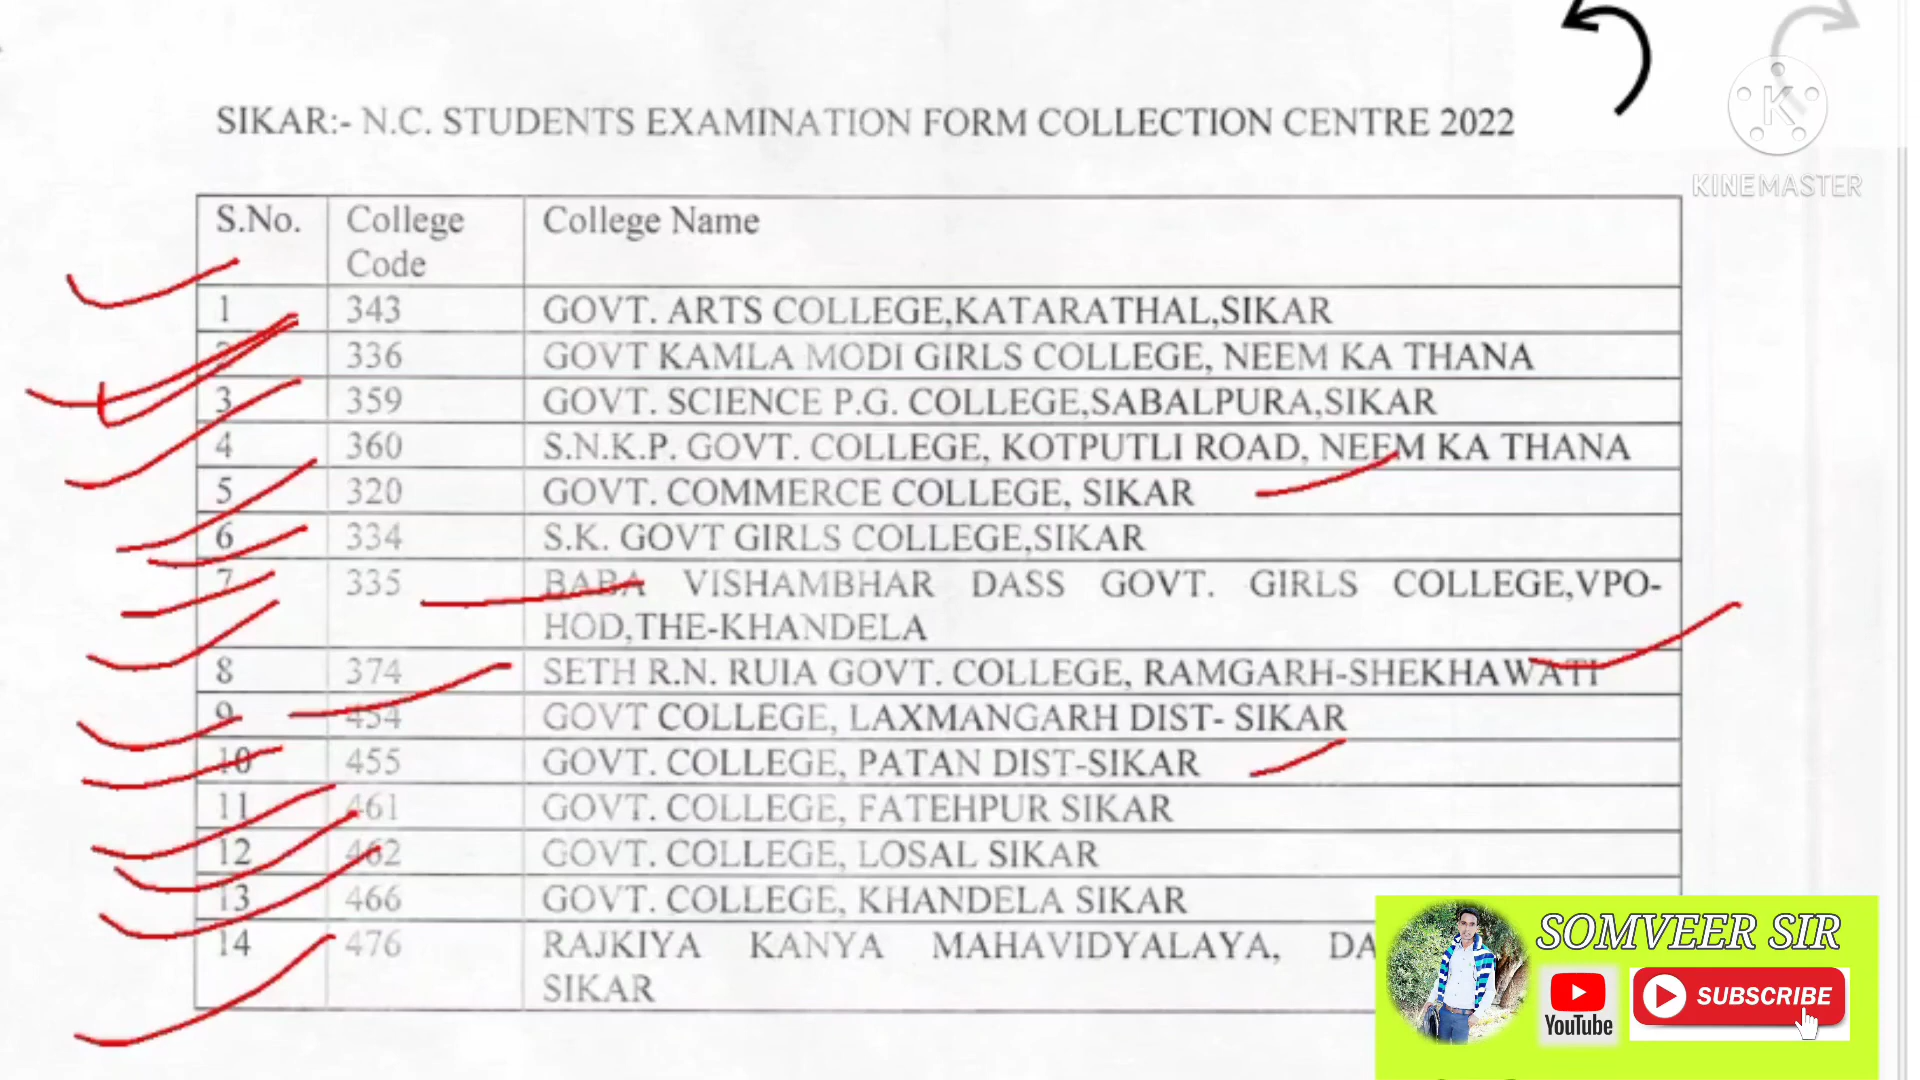 SIKAR:- N.C. STUDENTS EXAMINATION FORM COLLECTION CENTRE 2022
KINEMASTER
S.No. College Code College Name
1 343 GOVT. ARTS COLLEGE,KATARATHAL,SIKAR
2 336 GOVT KAMLA MODI GIRLS COLLEGE, NEEM KA THANA
3 359 GOVT. SCIENCE P.G. COLLEGE,SABALPURA,SIKAR
4 360 S.N.K.P. GOVT. COLLEGE, KOTPUTLI ROAD, NEEM KA THANA
5 320 GOVT. COMMERCE COLLEGE, SIKAR
6 334 S.K. GOVT GIRLS COLLEGE,SIKAR
7 335 BABA VISHAMBHAR DASS GOVT. GIRLS COLLEGE,VPO-
HOD,THE-KHANDELA
8 374 SETH R.N. RUIA GOVT. COLLEGE, RAMGARH-SHEKHAWATI
9 454 GOVT COLLEGE, LAXMANGARH DIST- SIKAR
10 455 GOVT. COLLEGE, PATAN DIST-SIKAR
11 461 GOVT. COLLEGE, FATEHPUR SIKAR
12 462 GOVT. COLLEGE, LOSAL SIKAR
13 466 GOVT. COLLEGE, KHANDELA SIKAR
14 476 RAJKIYA KANYA MAHAVIDYALAYA,
SIKAR
SOMVEER SIR
YouTube
SUBSCRIBE